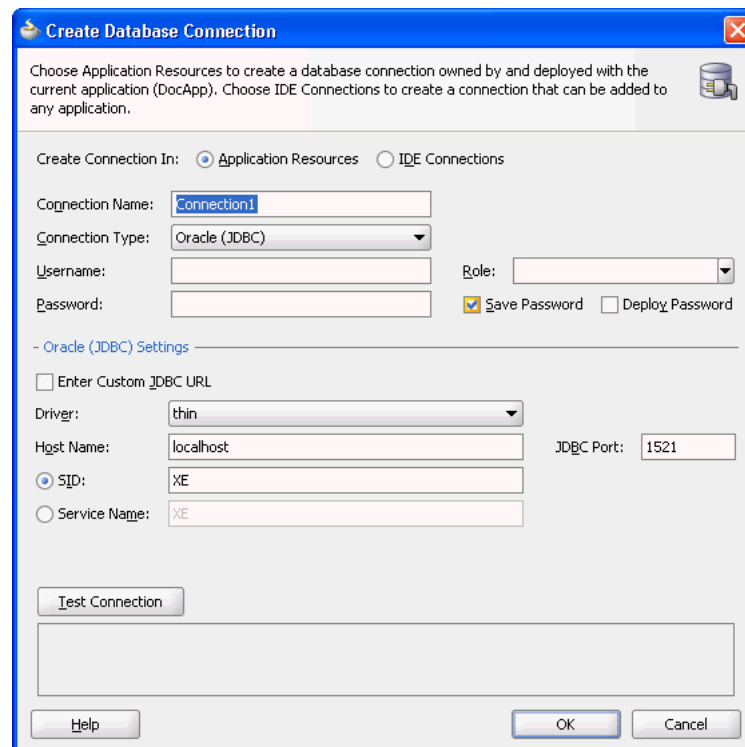 Create Database Connection
Choose Application Resources to create a database connection owned by and deployed with the
current application (DocApp). Choose IDE Connections to create a connection that can be added to
any application.
Create Connection In: Application Resources IDE Connections
Connection Name: Connection1
Connection Type: Oracle (JDBC)
Username: Role:
Password: Save Password Deploy Password
- Oracle (JDBC) Settings
Enter Custom JDBC URL
Driver: thin
Host Name: localhost JDBC Port: 1521
SID: XE
Service Name: XE
Test Connection
Help OK Cancel